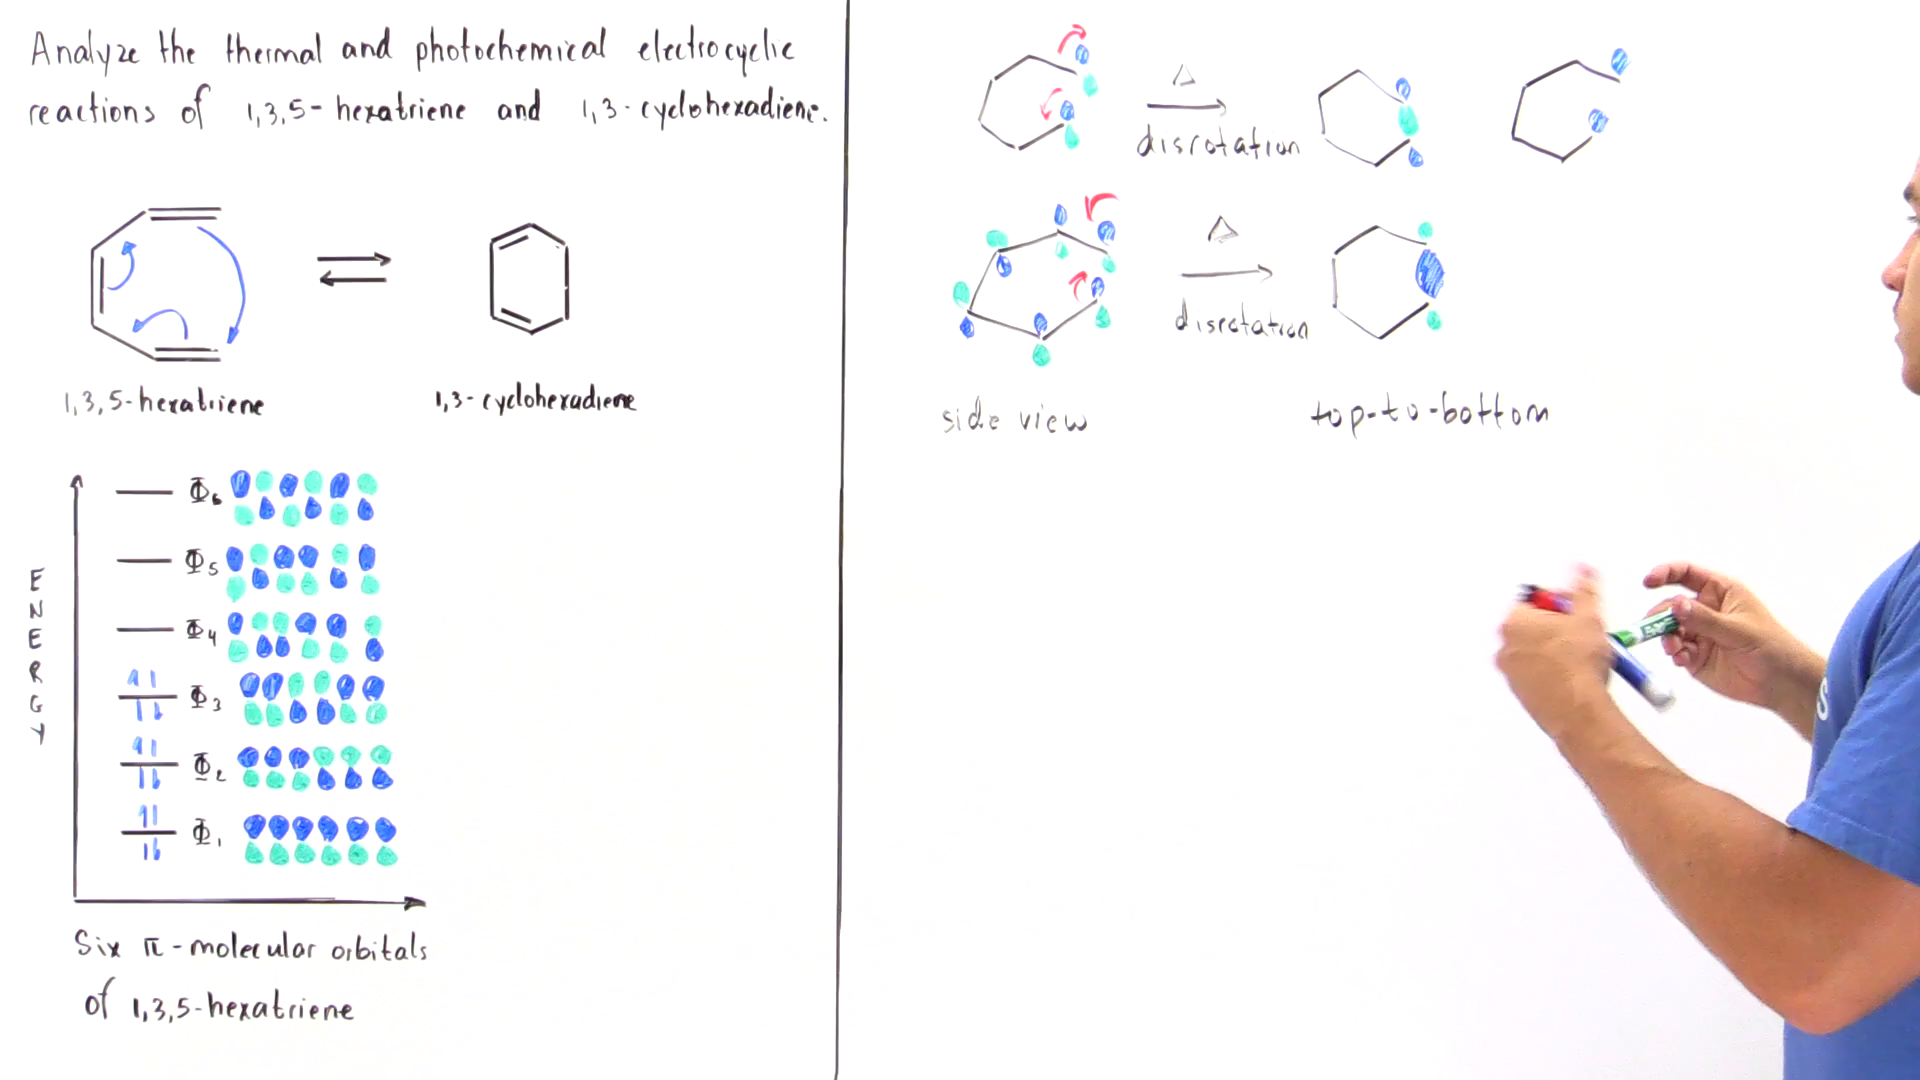 Analyze the thermal and photochemical electrocyclic
reactions of 1,3,5-hexatriene and 1,3-cyclohexadiene.
1,3,5-hexatriene
1,3-cyclohexadiene
ENERGY
Φ6
Φ5
Φ4
Φ3
Φ2
Φ1
Six π-molecular orbitals
of 1,3,5-hexatriene
Δ
disrotation
Δ
disrotation
side view
top-to-bottom